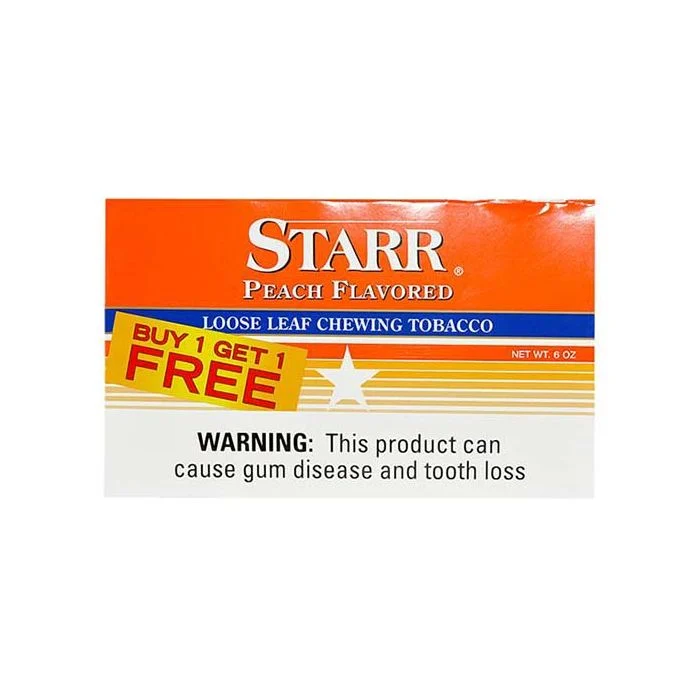 STARR®
PEACH FLAVORED
LOOSE LEAF CHEWING TOBACCO
BUY 1 GET 1
FREE
NET WT. 6 OZ
WARNING: This product can
cause gum disease and tooth loss